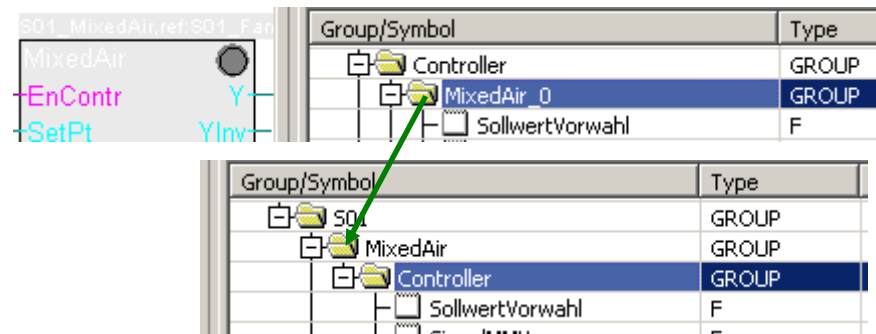 S01_MixedAir,ref:S01_Fan
MixedAir
EnContr Y
SetPt YInv
Group/Symbol Type
Controller GROUP
MixedAir_0 GROUP
SollwertVorwahl F
Group/Symbol Type
S01 GROUP
MixedAir GROUP
Controller GROUP
SollwertVorwahl F